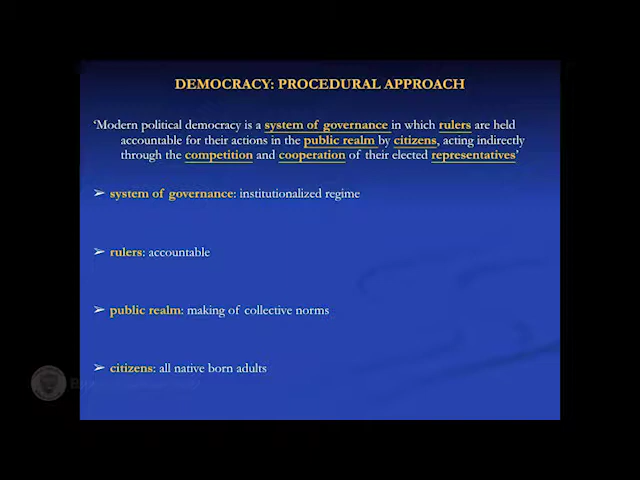 DEMOCRACY: PROCEDURAL APPROACH
‘Modern political democracy is a system of governance in which rulers are held
accountable for their actions in the public realm by citizens, acting indirectly
through the competition and cooperation of their elected representatives’
➢ system of governance: institutionalized regime
➢ rulers: accountable
➢ public realm: making of collective norms
➢ citizens: all native born adults